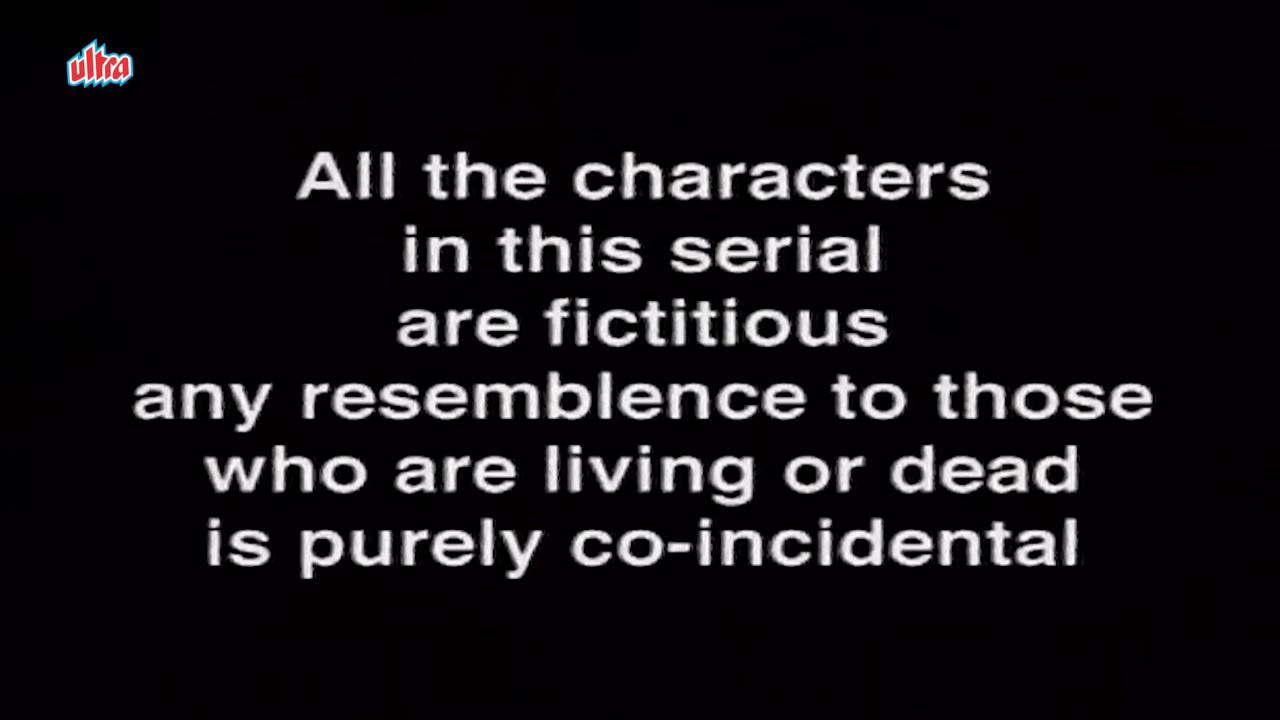 ultra
All the characters
in this serial
are fictitious
any resemblence to those
who are living or dead
is purely co-incidental